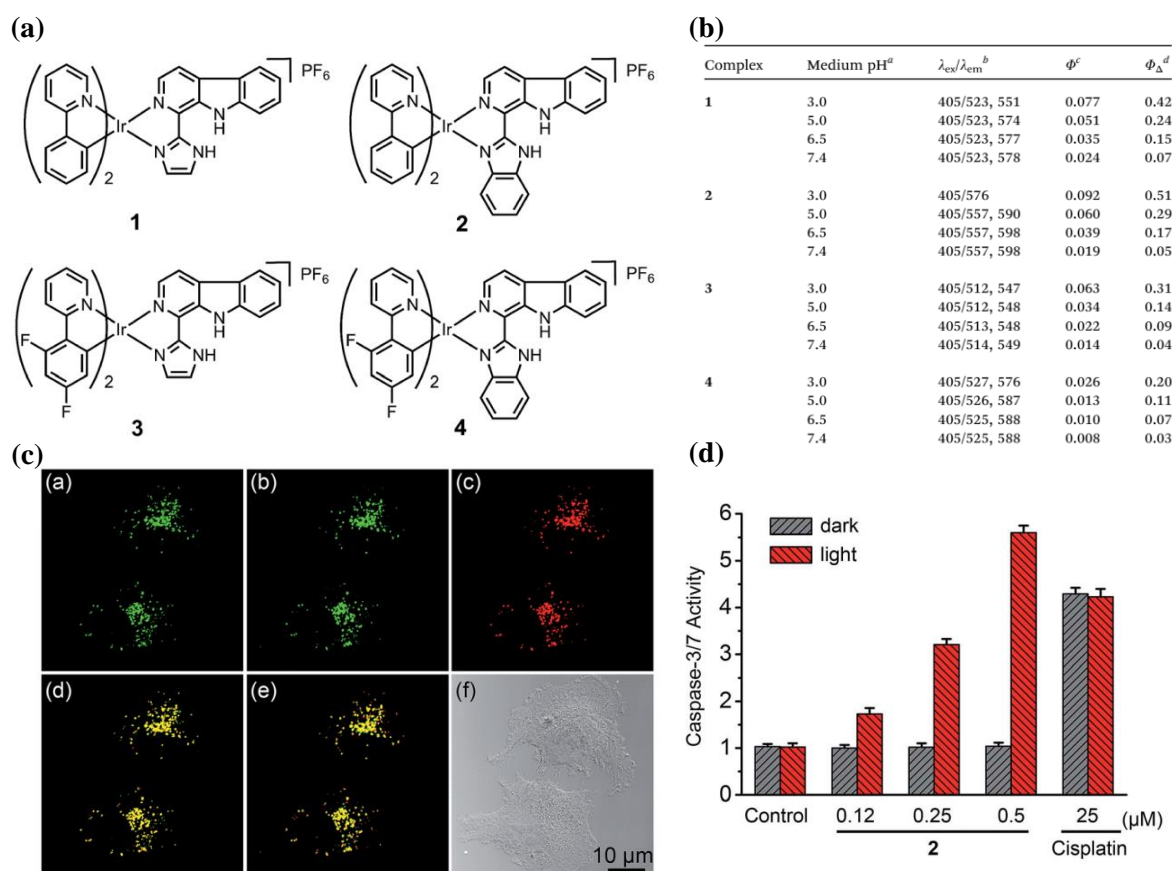 (a)
N
Ir
N
N
H
NH
2
PF6
1
N
Ir
N
N
H
NH
2
PF6
2
N
F
F
Ir
N
N
H
NH
2
PF6
3
N
F
F
Ir
N
N
H
NH
2
PF6
4
(b)
Complex Medium pHᵃ λex/λemᵇ Φᶜ ΦΔᵈ
1 3.0 405/523, 551 0.077 0.42
5.0 405/523, 574 0.051 0.24
6.5 405/523, 577 0.035 0.15
7.4 405/523, 578 0.024 0.07
2 3.0 405/576 0.092 0.51
5.0 405/557, 590 0.060 0.29
6.5 405/557, 598 0.039 0.17
7.4 405/557, 598 0.019 0.05
3 3.0 405/512, 547 0.063 0.31
5.0 405/512, 548 0.034 0.14
6.5 405/513, 548 0.022 0.09
7.4 405/514, 549 0.014 0.04
4 3.0 405/527, 576 0.026 0.20
5.0 405/526, 587 0.013 0.11
6.5 405/525, 588 0.010 0.07
7.4 405/525, 588 0.008 0.03
(c)
(a) (b) (c)
(d) (e) (f)
10 μm
(d)
Caspase-3/7 Activity
6
5
4
3
2
1
0
dark
light
Control 0.12 0.25 0.5 25 (μM)
2 Cisplatin